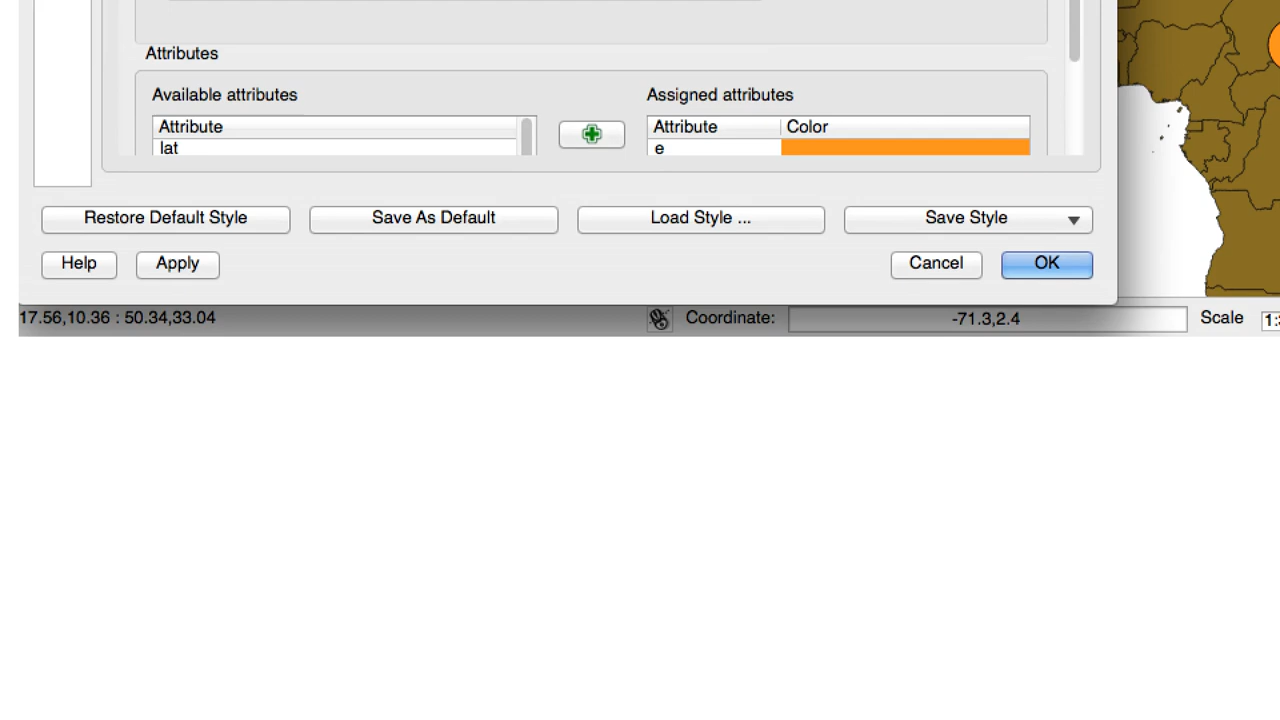 Attributes
Available attributes
Assigned attributes
Attribute
Attribute Color
lat
e
Restore Default Style
Save As Default
Load Style ...
Save Style
Help
Apply
Cancel
OK
17.56,10.36 : 50.34,33.04
Coordinate:
-71.3,2.4
Scale